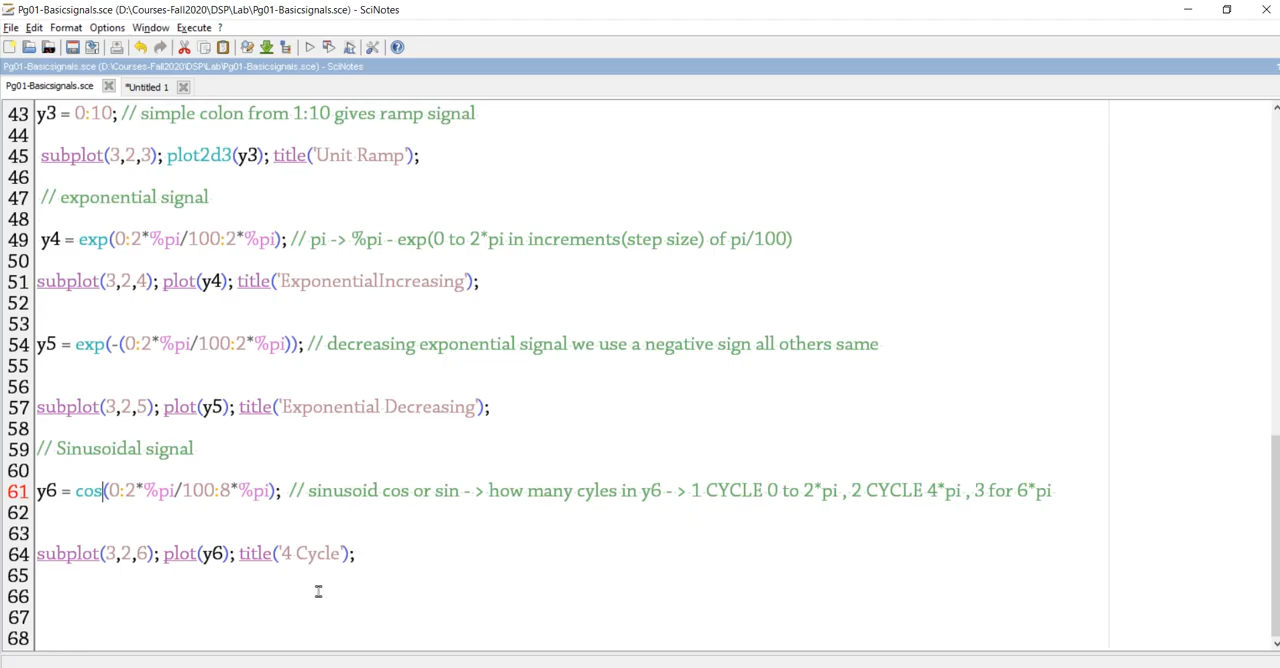 Pg01-Basicsignals.sce (D:\Courses-Fall2020\DSP\Lab\Pg01-Basicsignals.sce) - SciNotes
File Edit Format Options Window Execute ?
Pg01-Basicsignals.sce (D:\Courses-Fall2020\DSP\Lab\Pg01-Basicsignals.sce) - SciNotes
Pg01-Basicsignals.sce *Untitled 1
43 y3 = 0:10; // simple colon from 1:10 gives ramp signal
44
45 subplot(3,2,3); plot2d3(y3); title('Unit Ramp');
46
47 // exponential signal
48
49 y4 = exp(0:2*%pi/100:2*%pi); // pi -> %pi - exp(0 to 2*pi in increments(step size) of pi/100)
50
51 subplot(3,2,4); plot(y4); title('ExponentialIncreasing');
52
53
54 y5 = exp(-(0:2*%pi/100:2*%pi)); // decreasing exponential signal we use a negative sign all others same
55
56
57 subplot(3,2,5); plot(y5); title('Exponential Decreasing');
58
59 // Sinusoidal signal
60
61 y6 = cos(0:2*%pi/100:8*%pi); // sinusoid cos or sin - > how many cyles in y6 - > 1 CYCLE 0 to 2*pi , 2 CYCLE 4*pi , 3 for 6*pi
62
63
64 subplot(3,2,6); plot(y6); title('4 Cycle');
65
66
67
68